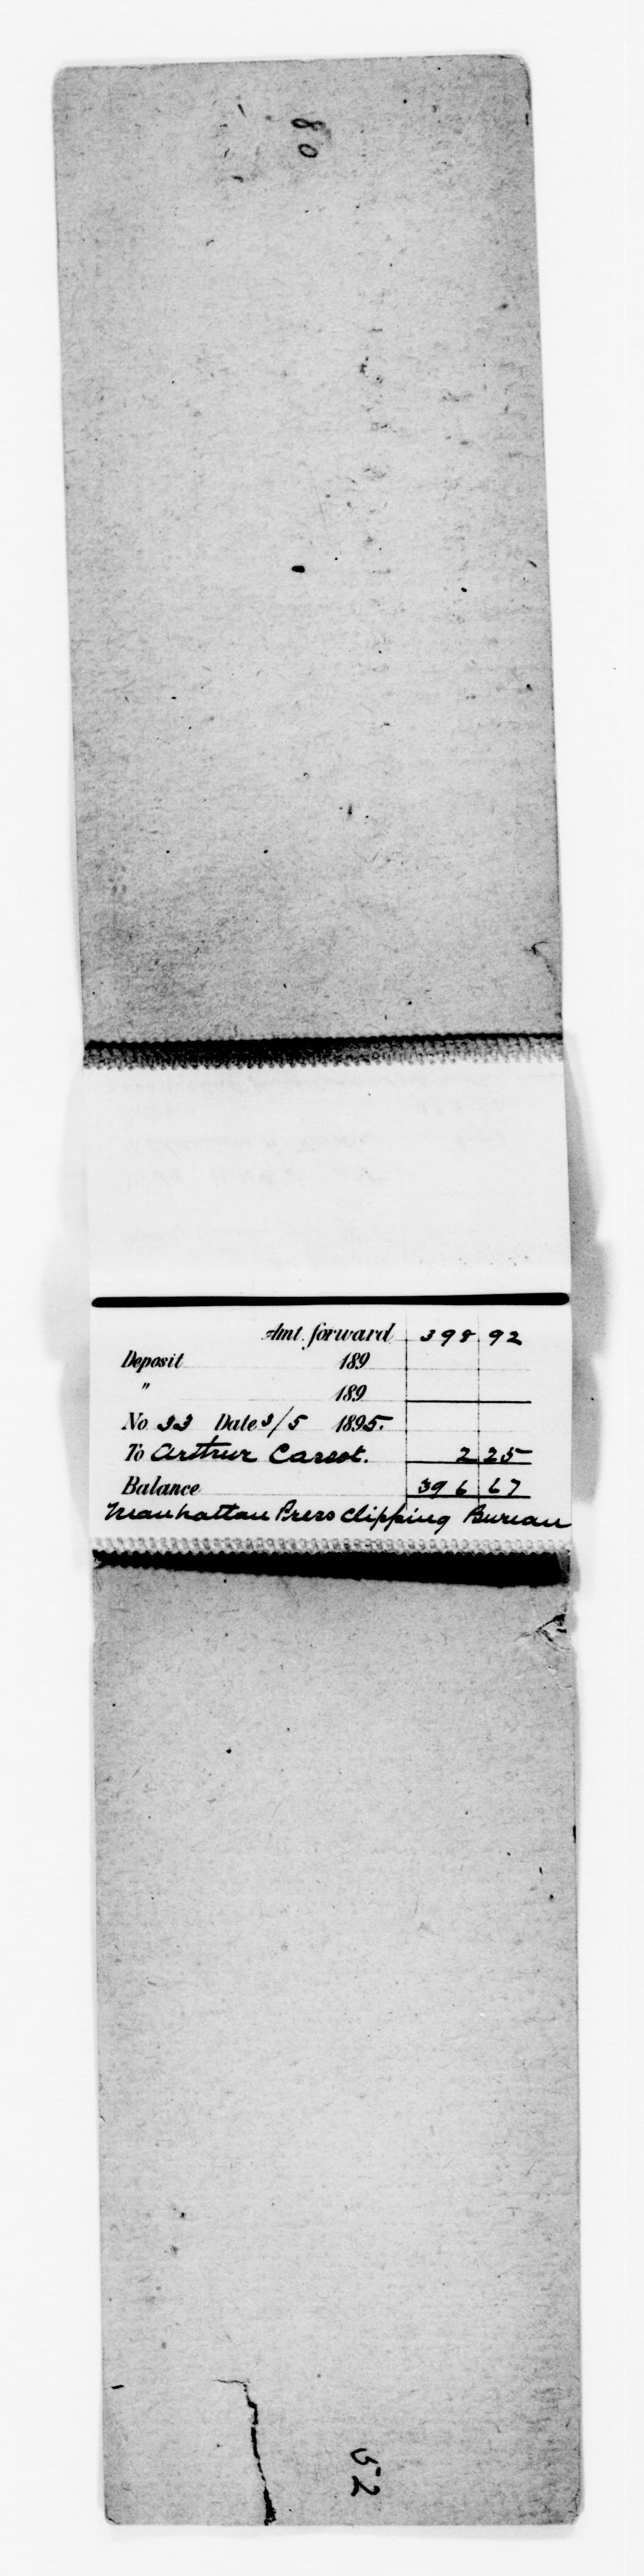 80
Amt. forward 398 92
Deposit 189
" 189
No 33 Date 3/5 1895.
To Arthur Cassot. 2 25
Balance 396 67
Manhattan Press Clipping Bureau
52